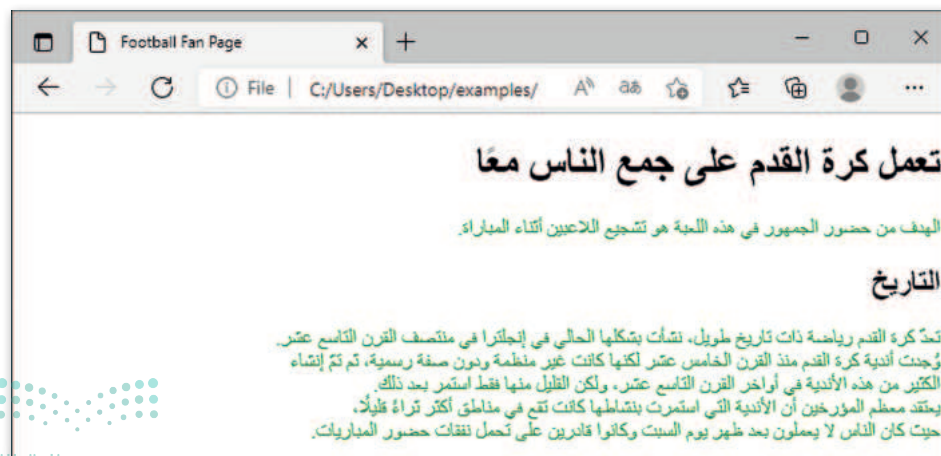 Football Fan Page
File | C:/Users/Desktop/examples/
تعمل كرة القدم على جمع الناس معًا
الهدف من حضور الجمهور في هذه اللعبة هو تشجيع اللاعبين أثناء المباراة.
التاريخ
تعدّ كرة القدم رياضة ذات تاريخ طويل، نشأت بشكلها الحالي في إنجلترا في منتصف القرن التاسع عشر.
وُجدت أندية كرة القدم منذ القرن الخامس عشر لكنها كانت غير منظمة ودون صفة رسمية، ثم تمّ إنشاء
الكثير من هذه الأندية في أواخر القرن التاسع عشر، ولكن القليل منها فقط استمر بعد ذلك.
يعتقد معظم المؤرخين أن الأندية التي استمرت بنشاطها كانت تقع في مناطق أكثر ثراءً قليلًا،
حيث كان الناس لا يعملون بعد ظهر يوم السبت وكانوا قادرين على تحمل نفقات حضور المباريات.